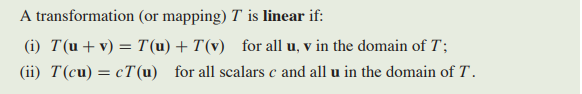 A transformation (or mapping) T is linear if:
(i) T(u + v) = T(u) + T(v) for all u, v in the domain of T;
(ii) T(cu) = cT(u) for all scalars c and all u in the domain of T.